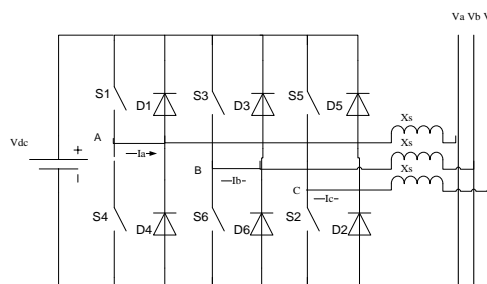 Va Vb V
S1
D1
S3
D3
S5
D5
Xs
Xs
Xs
Vdc
+
A
Ia
B
Ib
C
Ic
S4
D4
S6
D6
S2
D2